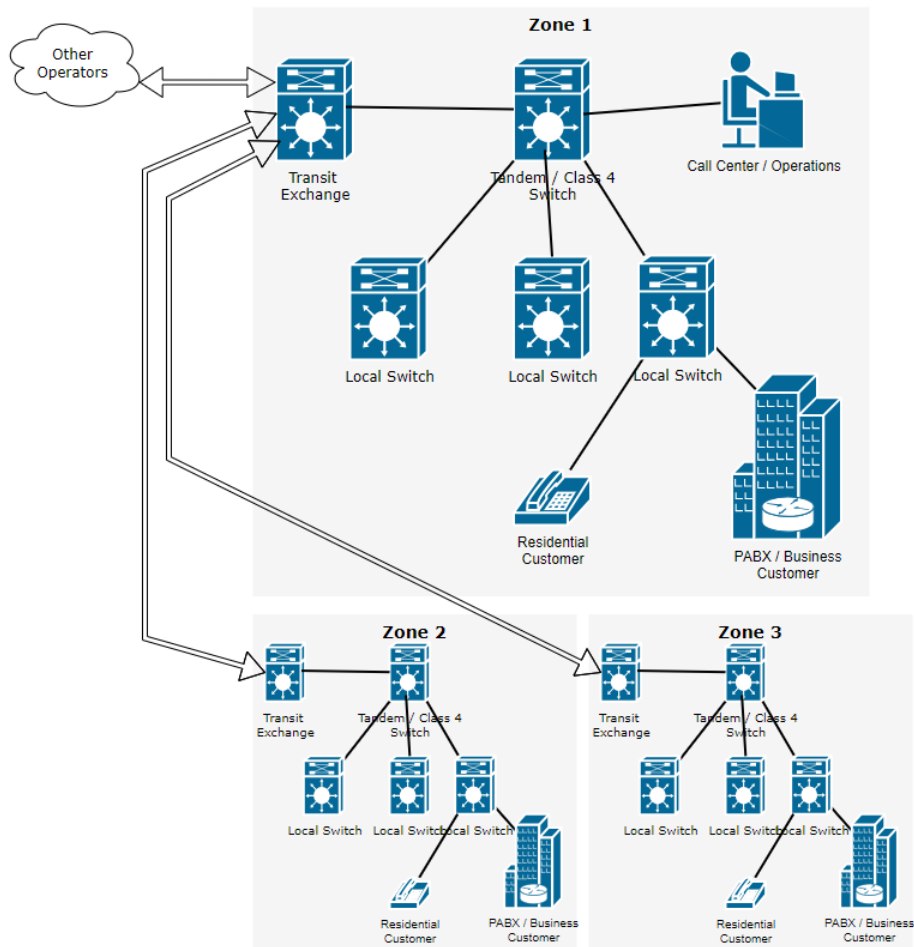 Zone 1
Other
Operators
Transit
Exchange
Tandem / Class 4
Switch
Call Center / Operations
Local Switch
Local Switch
Local Switch
Residential
Customer
PABX / Business
Customer
Zone 2
Transit
Exchange
Tandem / Class 4
Switch
Local Switch
Local Switch
Local Switch
Residential
Customer
PABX / Business
Customer
Zone 3
Transit
Exchange
Tandem / Class 4
Switch
Local Switch
Local Switch
Local Switch
Residential
Customer
PABX / Business
Customer